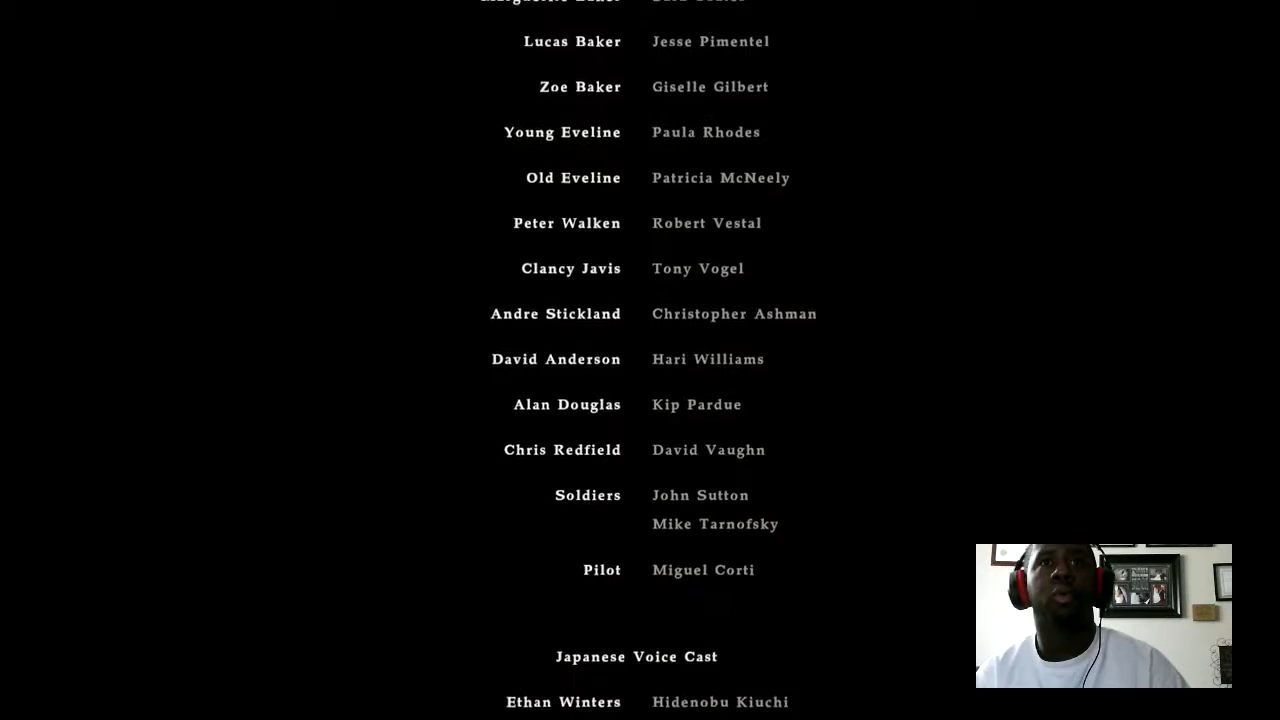 Lucas Baker Jesse Pimentel
Zoe Baker Giselle Gilbert
Young Eveline Paula Rhodes
Old Eveline Patricia McNeely
Peter Walken Robert Vestal
Clancy Javis Tony Vogel
Andre Stickland Christopher Ashman
David Anderson Hari Williams
Alan Douglas Kip Pardue
Chris Redfield David Vaughn
Soldiers John Sutton
Mike Tarnofsky
Pilot Miguel Corti
Japanese Voice Cast
Ethan Winters Hidenobu Kiuchi